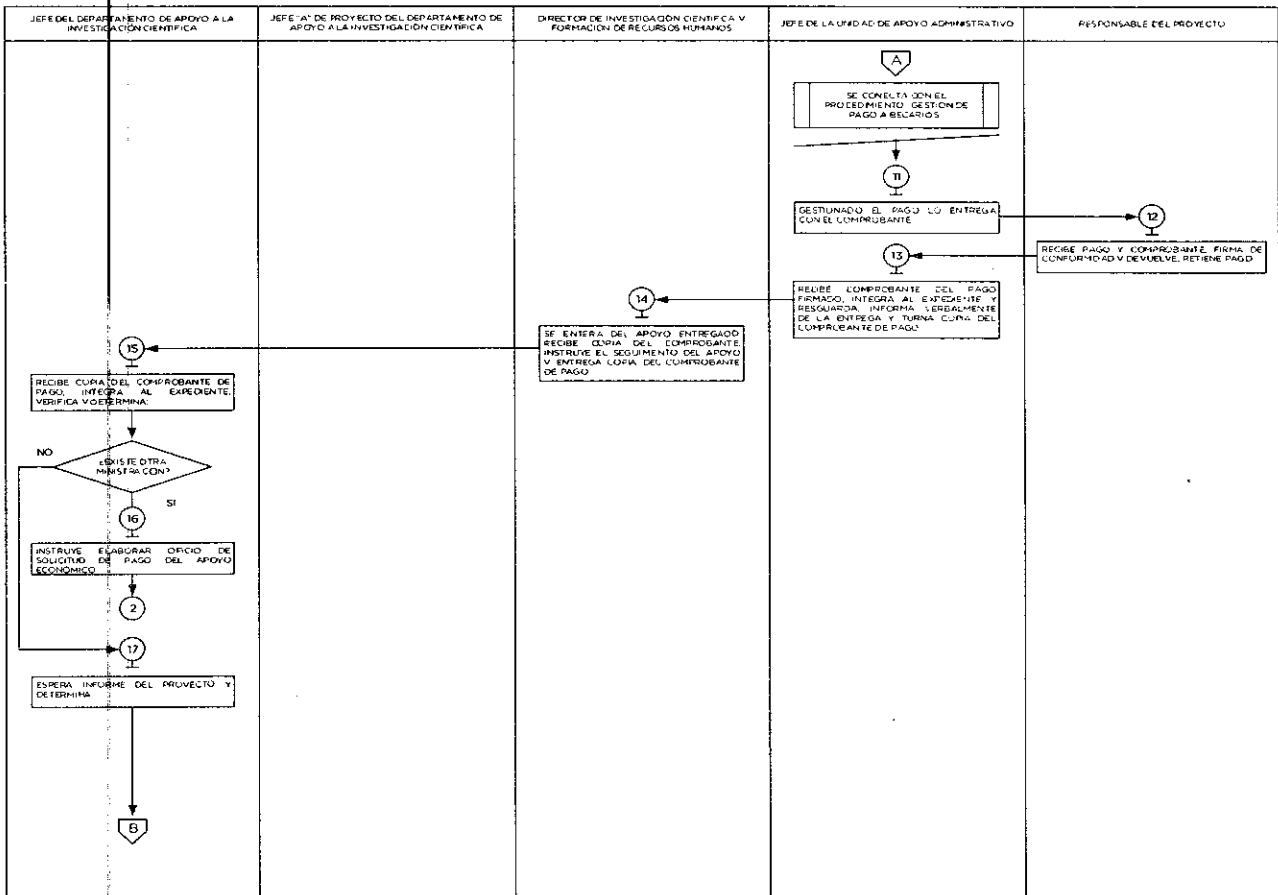 JEFE DEL DEPARTAMENTO DE APOYO A LA
INVESTIGACIÓN CIENTIFICA
JEFE "A" DE PROYECTO DEL DEPARTAMENTO DE
APOYO A LA INVESTIGACIÓN CIENTIFICA
DIRECTOR DE INVESTIGACIÓN CIENTIFICA Y
FORMACIÓN DE RECURSOS HUMANOS
JEFE DE LA UNIDAD DE APOYO ADMINISTRATIVO
RESPONSABLE DEL PROYECTO
A
SE CONECTA CON EL
PROCEDIMIENTO GESTION DE
PAGO A BECARIOS
11
GESTIONADO EL PAGO LO ENTREGA
CON EL COMPROBANTE
12
RECIBE PAGO Y COMPROBANTE, FIRMA DE
CONFORMIDAD Y DEVUELVE, RETIENE PAGO
13
RECIBE COMPROBANTE DEL PAGO
FIRMADO, INTEGRA AL EXPEDIENTE Y
RESGUARDA, INFORMA VERBALMENTE
DE LA ENTREGA Y TURNA COPIA DEL
COMPROBANTE DE PAGO
14
SE ENTERA DEL APOYO ENTREGADO
RECIBE COPIA DEL COMPROBANTE,
INSTRUYE EL SEGUIMIENTO DEL APOYO
Y ENTREGA COPIA DEL COMPROBANTE
DE PAGO
15
RECIBE COPIA DEL COMPROBANTE DE
PAGO, INTEGRA AL EXPEDIENTE,
VERIFICA Y DETERMINA:
¿EXISTE OTRA
MINISTRACION?
NO
SI
16
INSTRUYE ELABORAR OFICIO DE
SOLICITUD DE PAGO DEL APOYO
ECONÓMICO
2
17
ESPERA INFORME DEL PROYECTO Y
DETERMINA
B